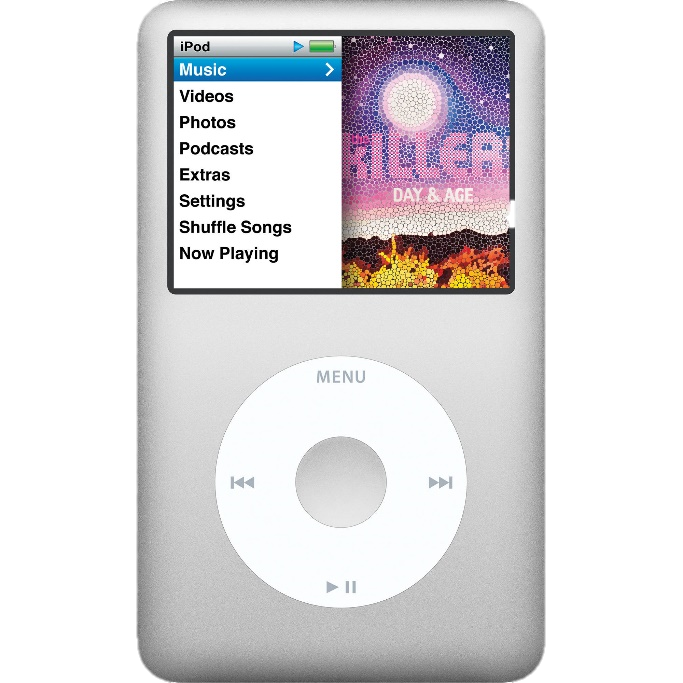 iPod
Music
Videos
Photos
Podcasts
Extras
Settings
Shuffle Songs
Now Playing
KILLER
DAY & AGE
MENU